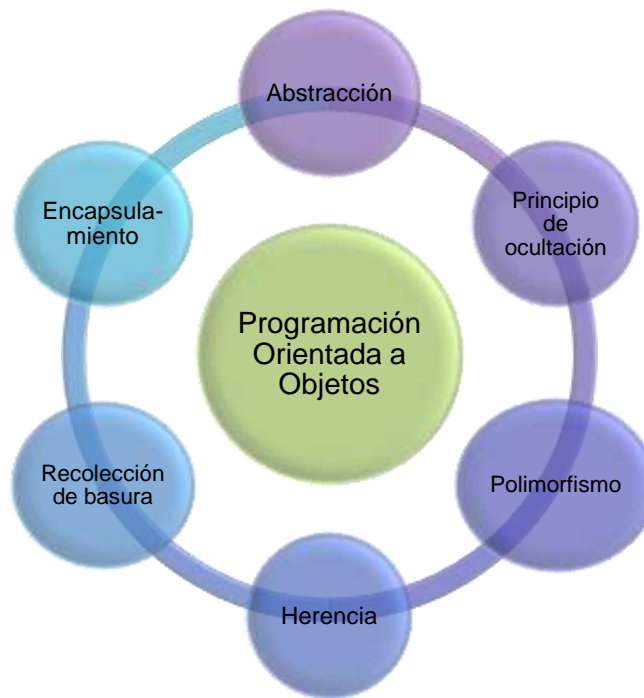 Abstracción
Principio
de
ocultación
Polimorfismo
Herencia
Recolección
de basura
Encapsula-
miento
Programación
Orientada a
Objetos